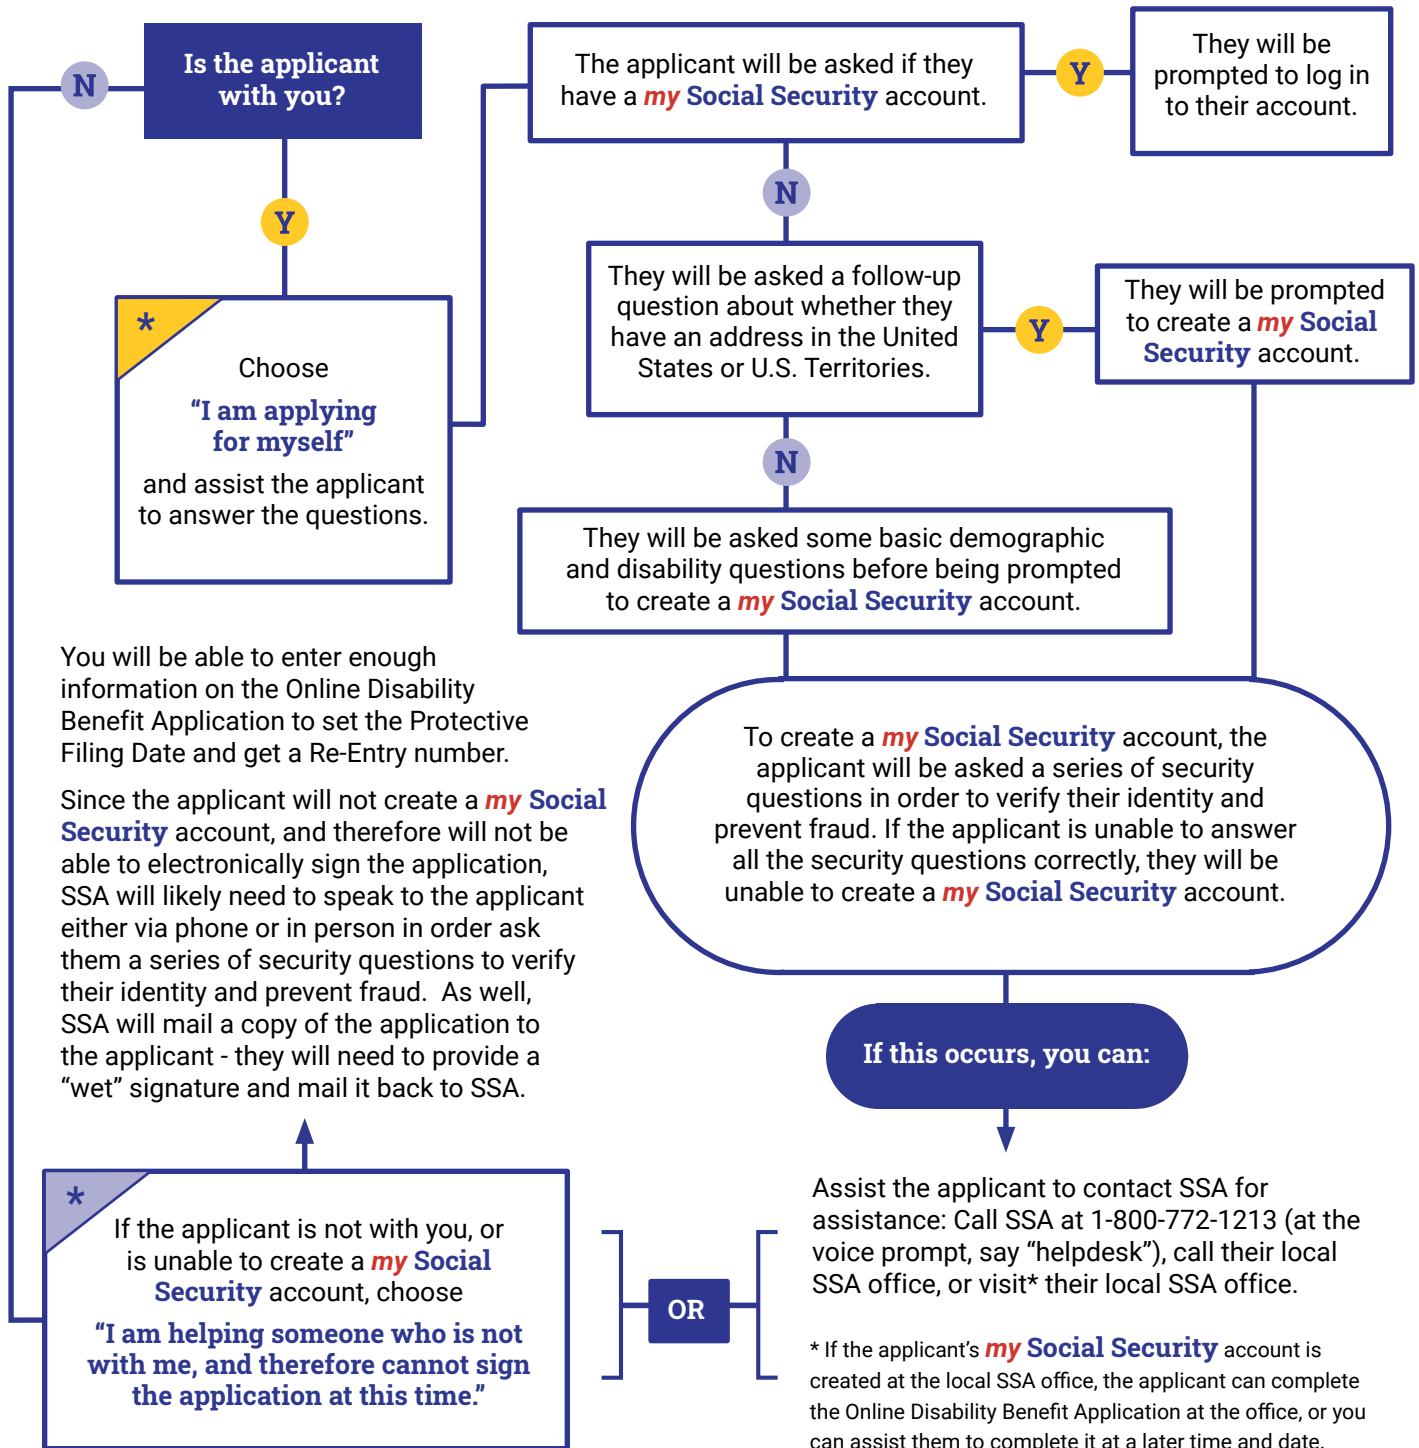 Is the applicant
with you?
N
Y
*
Choose
“I am applying
for myself”
and assist the applicant
to answer the questions.
The applicant will be asked if they
have a my Social Security account.
Y
They will be
prompted to log in
to their account.
N
They will be asked a follow-up
question about whether they
have an address in the United
States or U.S. Territories.
Y
They will be prompted
to create a my Social
Security account.
N
They will be asked some basic demographic
and disability questions before being prompted
to create a my Social Security account.
To create a my Social Security account, the
applicant will be asked a series of security
questions in order to verify their identity and
prevent fraud. If the applicant is unable to answer
all the security questions correctly, they will be
unable to create a my Social Security account.
If this occurs, you can:
Assist the applicant to contact SSA for
assistance: Call SSA at 1-800-772-1213 (at the
voice prompt, say “helpdesk”), call their local
SSA office, or visit* their local SSA office.
* If the applicant’s my Social Security account is
created at the local SSA office, the applicant can complete
the Online Disability Benefit Application at the office, or you
can assist them to complete it at a later time and date.
OR
*
If the applicant is not with you, or
is unable to create a my Social
Security account, choose
“I am helping someone who is not
with me, and therefore cannot sign
the application at this time.”
You will be able to enter enough
information on the Online Disability
Benefit Application to set the Protective
Filing Date and get a Re-Entry number.
Since the applicant will not create a my Social
Security account, and therefore will not be
able to electronically sign the application,
SSA will likely need to speak to the applicant
either via phone or in person in order ask
them a series of security questions to verify
their identity and prevent fraud. As well,
SSA will mail a copy of the application to
the applicant - they will need to provide a
“wet” signature and mail it back to SSA.